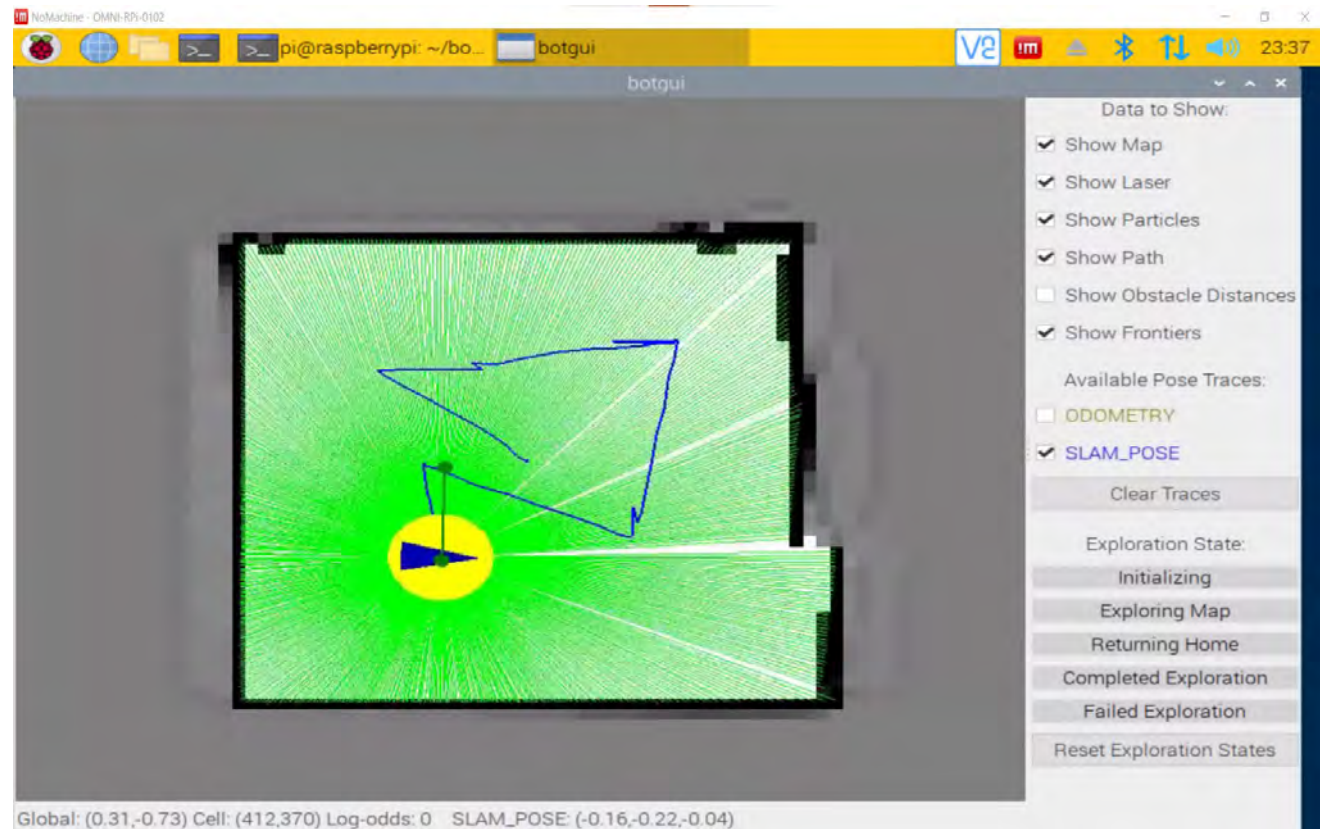 NoMachine - OMNI-RPi-0102
>_ >_ pi@raspberrypi: ~/bo... botgui V2 !m 23:37
botgui
Data to Show:
Show Map
Show Laser
Show Particles
Show Path
Show Obstacle Distances
Show Frontiers
Available Pose Traces:
ODOMETRY
SLAM_POSE
Clear Traces
Exploration State:
Initializing
Exploring Map
Returning Home
Completed Exploration
Failed Exploration
Reset Exploration States
Global: (0.31,-0.73) Cell: (412,370) Log-odds: 0 SLAM_POSE: (-0.16,-0.22,-0.04)